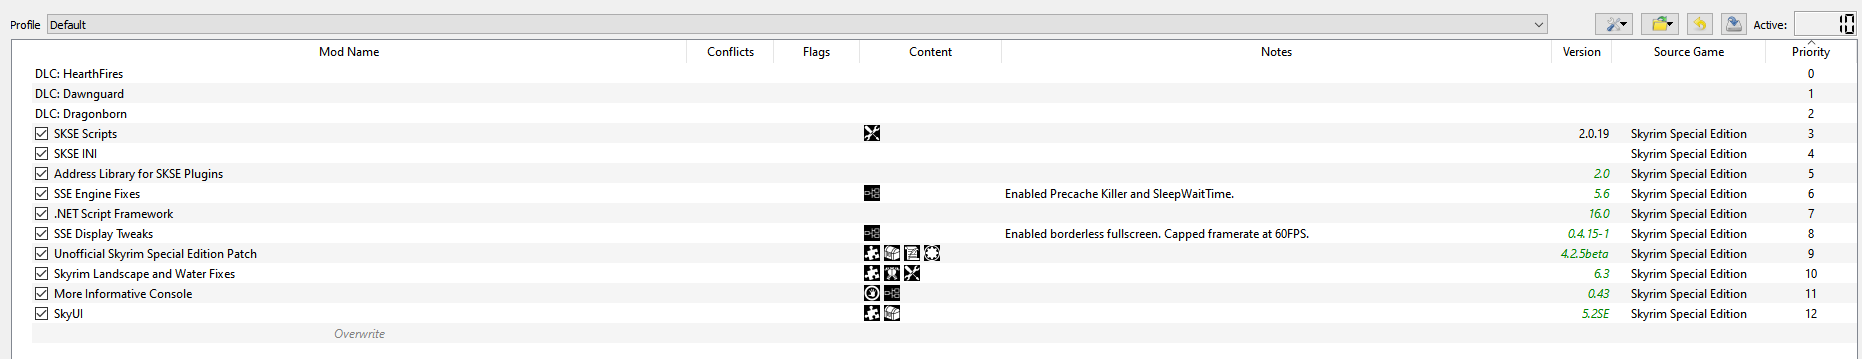 Profile Default Active: 10
Mod Name Conflicts Flags Content Notes Version Source Game Priority
DLC: HearthFires 0
DLC: Dawnguard 1
DLC: Dragonborn 2
SKSE Scripts 2.0.19 Skyrim Special Edition 3
SKSE INI Skyrim Special Edition 4
Address Library for SKSE Plugins 2.0 Skyrim Special Edition 5
SSE Engine Fixes Enabled Precache Killer and SleepWaitTime. 5.6 Skyrim Special Edition 6
.NET Script Framework 16.0 Skyrim Special Edition 7
SSE Display Tweaks Enabled borderless fullscreen. Capped framerate at 60FPS. 0.4.15-1 Skyrim Special Edition 8
Unofficial Skyrim Special Edition Patch 4.2.5beta Skyrim Special Edition 9
Skyrim Landscape and Water Fixes 6.3 Skyrim Special Edition 10
More Informative Console 0.43 Skyrim Special Edition 11
SkyUI 5.2SE Skyrim Special Edition 12
Overwrite